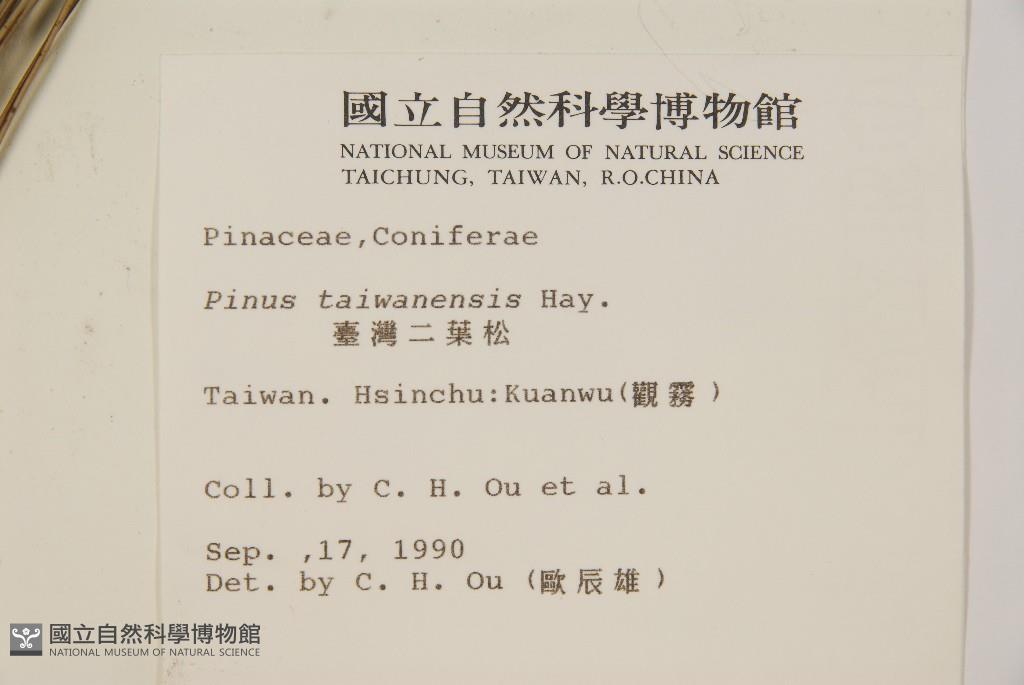 國立自然科學博物館
NATIONAL MUSEUM OF NATURAL SCIENCE
TAICHUNG, TAIWAN, R.O.CHINA
Pinaceae,Coniferae
Pinus taiwanensis Hay.
臺灣二葉松
Taiwan. Hsinchu:Kuanwu(觀霧)
Coll. by C. H. Ou et al.
Sep. ,17, 1990
Det. by C. H. Ou (歐辰雄)
國立自然科學博物館
NATIONAL MUSEUM OF NATURAL SCIENCE